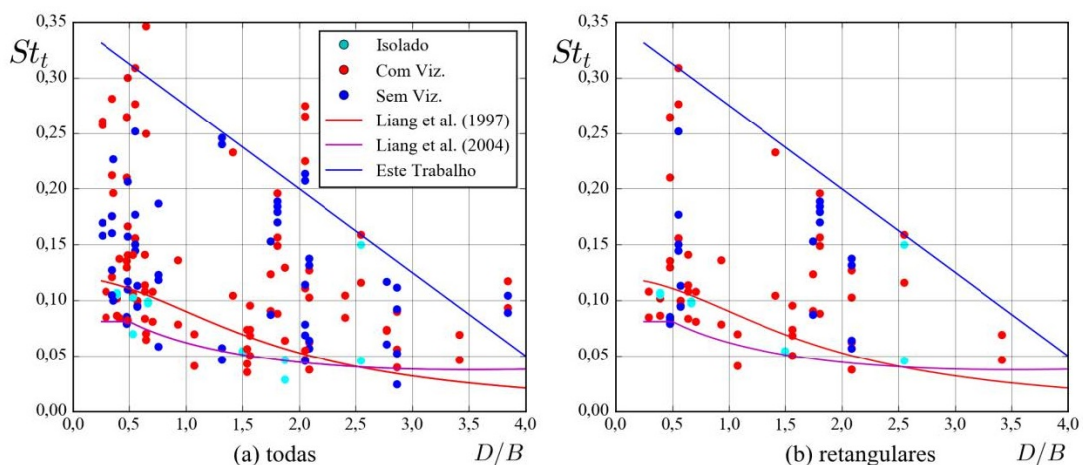 St_t
0,35
0,30
0,25
0,20
0,15
0,10
0,05
0,00
0,0 0,5 1,0 1,5 2,0 2,5 3,0 3,5 4,0
Isolado
Com Viz.
Sem Viz.
Liang et al. (1997)
Liang et al. (2004)
Este Trabalho
(a) todas
D/B
St_t
0,35
0,30
0,25
0,20
0,15
0,10
0,05
0,00
0,0 0,5 1,0 1,5 2,0 2,5 3,0 3,5 4,0
(b) retangulares
D/B